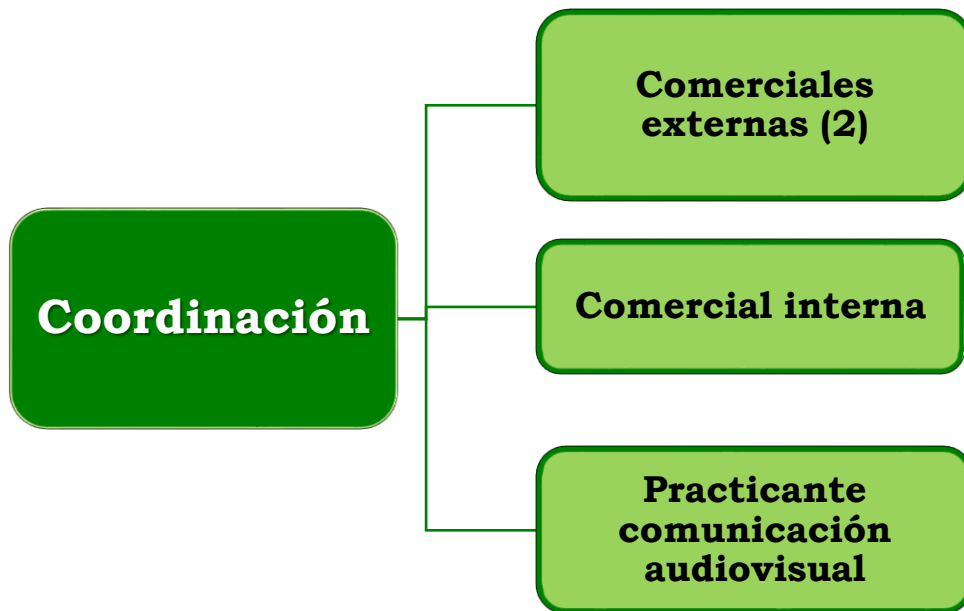 Coordinación
Comerciales
externas (2)
Comercial interna
Practicante
comunicación
audiovisual